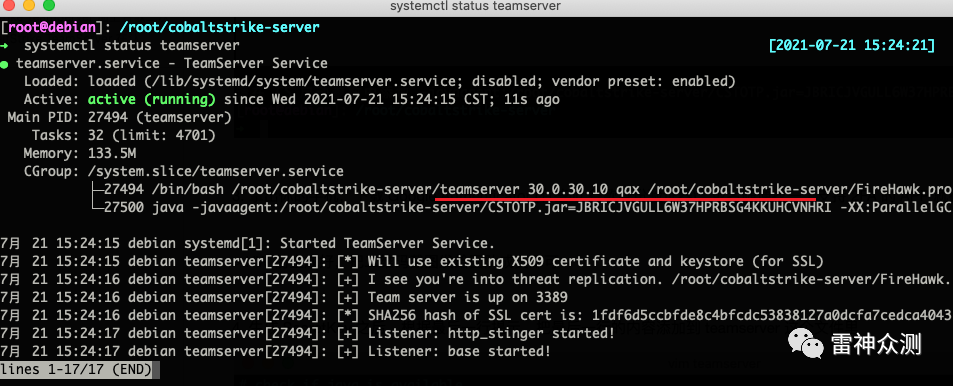 systemctl status teamserver
[root@debian]: /root/cobaltstrike-server
→ systemctl status teamserver [2021-07-21 15:24:21]
● teamserver.service - TeamServer Service
Loaded: loaded (/lib/systemd/system/teamserver.service; disabled; vendor preset: enabled)
Active: active (running) since Wed 2021-07-21 15:24:15 CST; 11s ago
Main PID: 27494 (teamserver)
Tasks: 32 (limit: 4701)
Memory: 133.5M
CGroup: /system.slice/teamserver.service
├─27494 /bin/bash /root/cobaltstrike-server/teamserver 30.0.30.10 qax /root/cobaltstrike-server/FireHawk.pro
└─27500 java -javaagent:/root/cobaltstrike-server/CSTOTP.jar=JBRICJVGULL6W37HPRBSG4KKUHCVNHRI -XX:ParallelGC
7月 21 15:24:15 debian systemd[1]: Started TeamServer Service.
7月 21 15:24:15 debian teamserver[27494]: [*] Will use existing X509 certificate and keystore (for SSL)
7月 21 15:24:16 debian teamserver[27494]: [+] I see you're into threat replication. /root/cobaltstrike-server/FireHawk.
7月 21 15:24:16 debian teamserver[27494]: [+] Team server is up on 3389
7月 21 15:24:16 debian teamserver[27494]: [*] SHA256 hash of SSL cert is: 1fdf6d5ccbfde8c4bfcdc53838127a0dcfa7cedca4043
7月 21 15:24:17 debian teamserver[27494]: [+] Listener: http_stinger started!
7月 21 15:24:17 debian teamserver[27494]: [+] Listener: base started!
lines 1-17/17 (END)
雷神众测